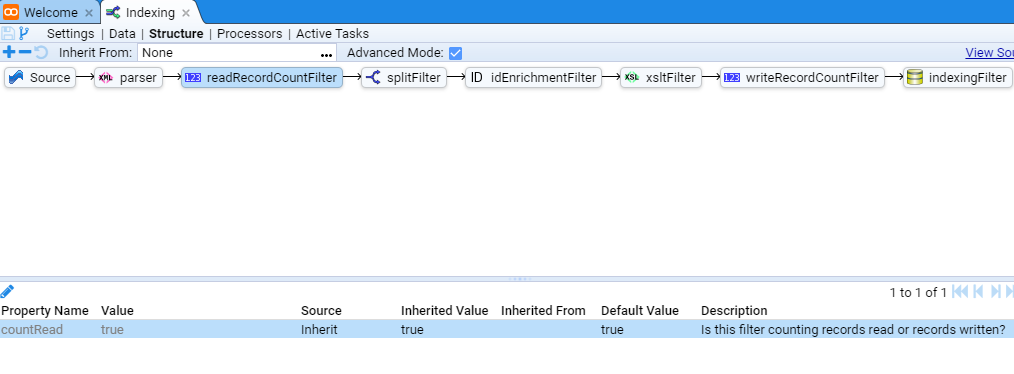 Welcome × Indexing ×
Settings | Data | Structure | Processors | Active Tasks
Inherit From: None ... Advanced Mode: View Sou
Source XML parser 123 readRecordCountFilter splitFilter ID idEnrichmentFilter XSL xsltFilter 123 writeRecordCountFilter indexingFilter
1 to 1 of 1
Property Name Value Source Inherited Value Inherited From Default Value Description
countRead true Inherit true true Is this filter counting records read or records written?